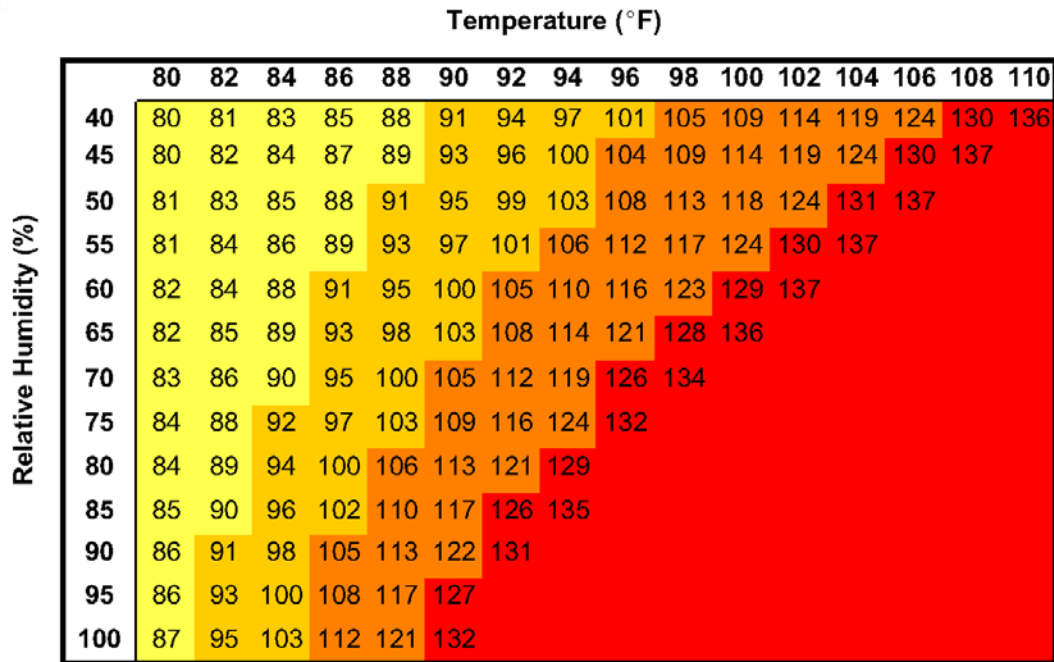 Temperature (°F)
80 82 84 86 88 90 92 94 96 98 100 102 104 106 108 110
Relative Humidity (%)
40 80 81 83 85 88 91 94 97 101 105 109 114 119 124 130 136
45 80 82 84 87 89 93 96 100 104 109 114 119 124 130 137
50 81 83 85 88 91 95 99 103 108 113 118 124 131 137
55 81 84 86 89 93 97 101 106 112 117 124 130 137
60 82 84 88 91 95 100 105 110 116 123 129 137
65 82 85 89 93 98 103 108 114 121 128 136
70 83 86 90 95 100 105 112 119 126 134
75 84 88 92 97 103 109 116 124 132
80 84 89 94 100 106 113 121 129
85 85 90 96 102 110 117 126 135
90 86 91 98 105 113 122 131
95 86 93 100 108 117 127
100 87 95 103 112 121 132